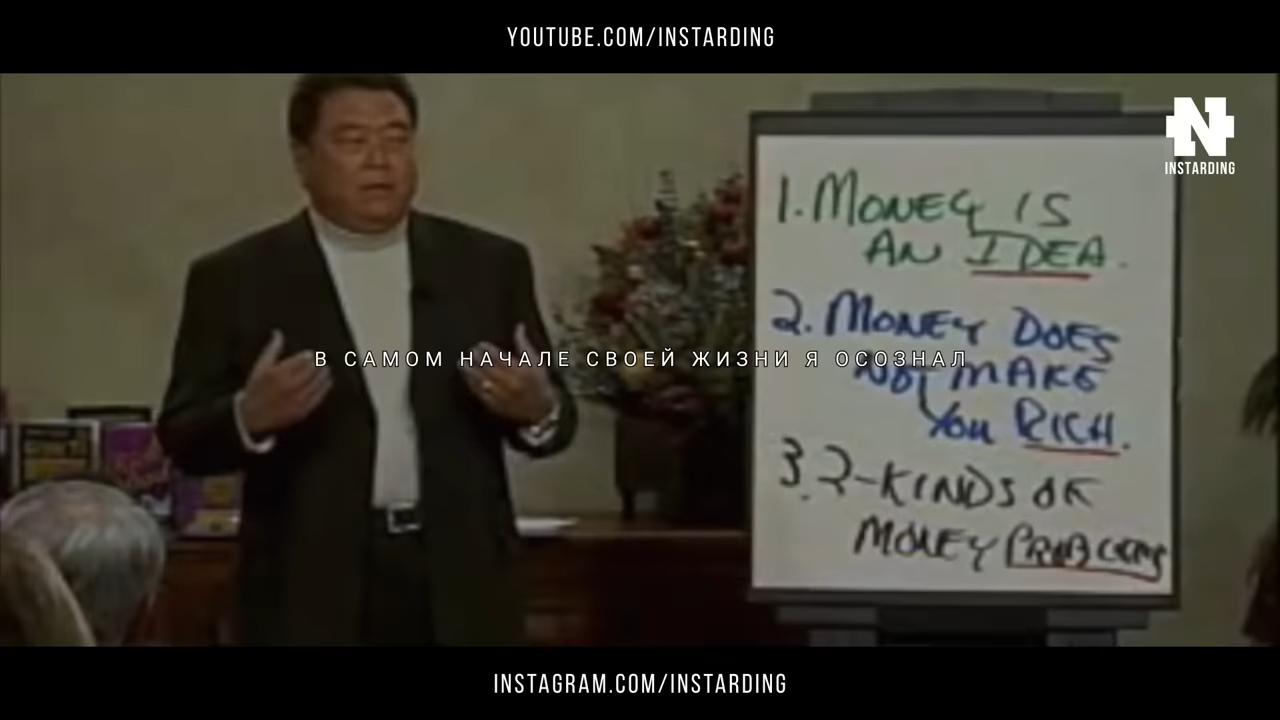 YOUTUBE.COM/INSTARDING
N
INSTARDING
1. MONEY IS
AN IDEA.
2. MONEY DOES
NOT MAKE
YOU RICH.
3. 2-KINDS OF
MONEY PROBLEMS
В САМОМ НАЧАЛЕ СВОЕЙ ЖИЗНИ Я ОСОЗНАЛ
INSTAGRAM.COM/INSTARDING